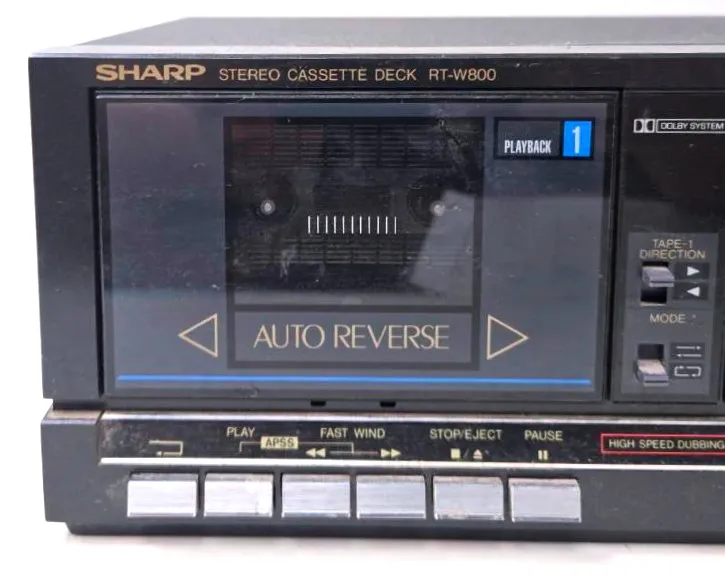 SHARP STEREO CASSETTE DECK RT-W800
PLAYBACK 1
DOLBY SYSTEM
TAPE-1
DIRECTION
MODE
AUTO REVERSE
PLAY
APSS
FAST WIND
STOP/EJECT
PAUSE
HIGH SPEED DUBBING